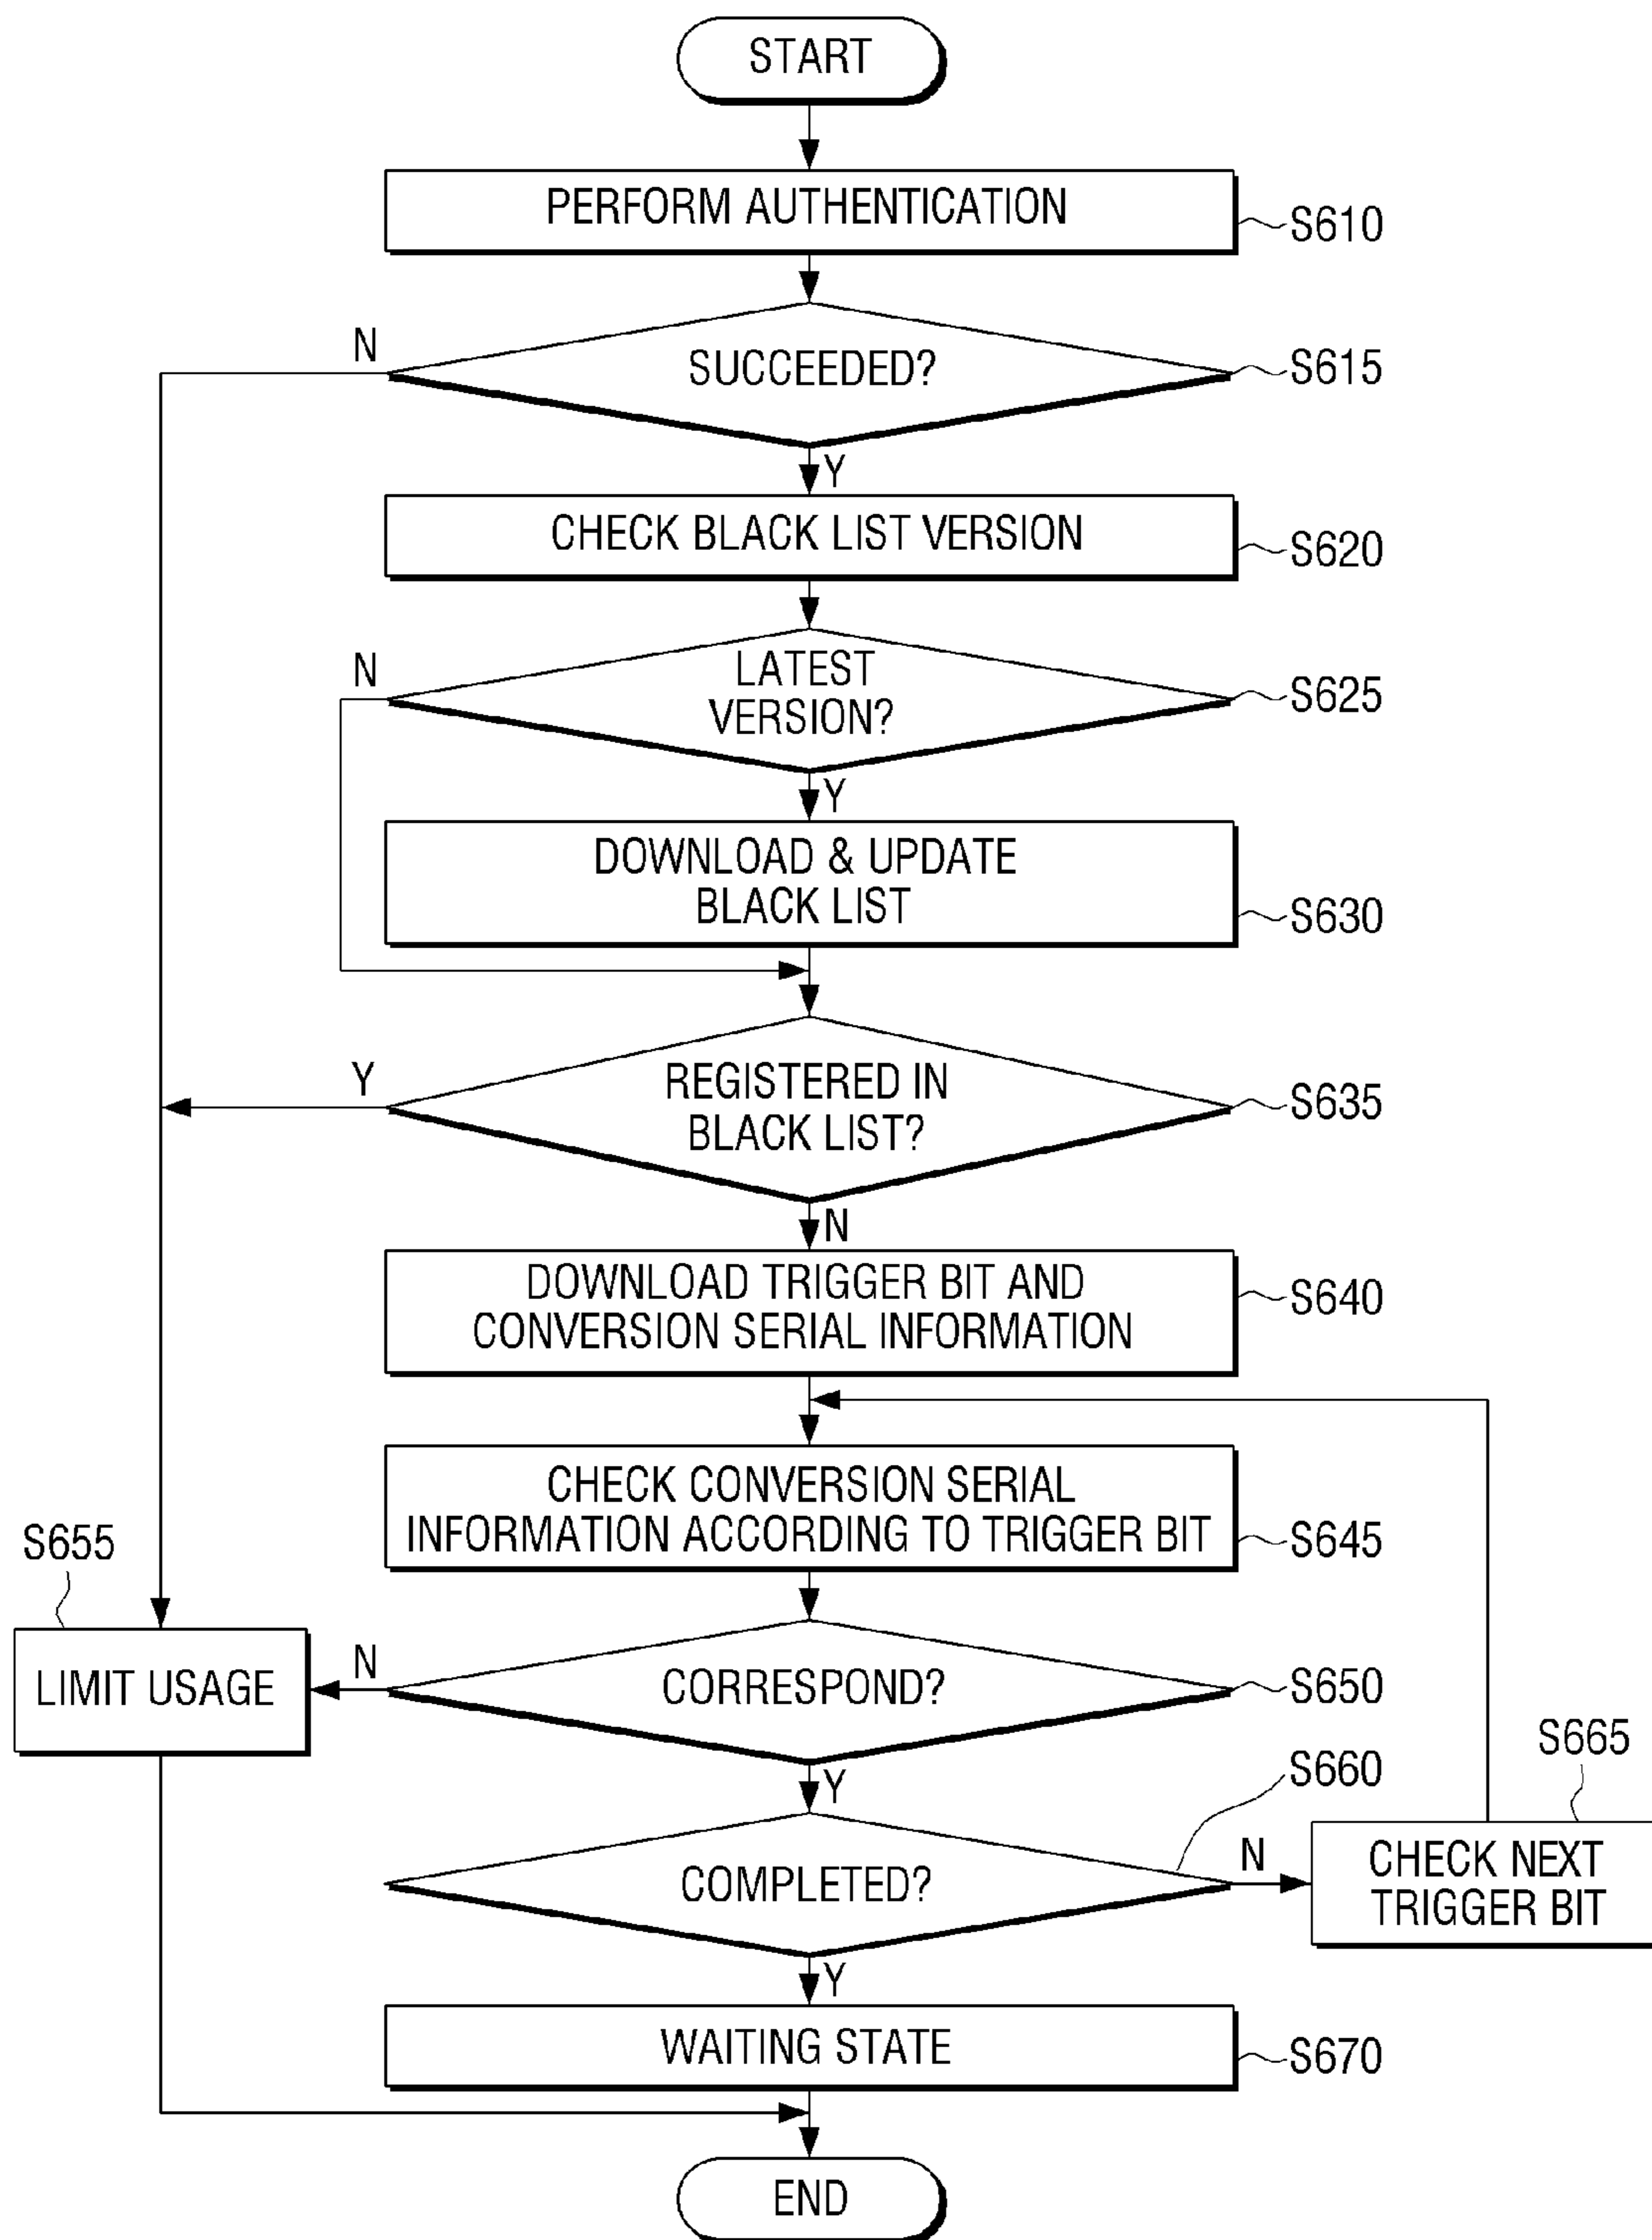 START
PERFORM AUTHENTICATION
S610
N
SUCCEEDED?
S615
Y
CHECK BLACK LIST VERSION
S620
N
LATEST
VERSION?
S625
Y
DOWNLOAD & UPDATE
BLACK LIST
S630
Y
REGISTERED IN
BLACK LIST?
S635
N
DOWNLOAD TRIGGER BIT AND
CONVERSION SERIAL INFORMATION
S640
CHECK CONVERSION SERIAL
INFORMATION ACCORDING TO TRIGGER BIT
S645
S655
LIMIT USAGE
N
CORRESPOND?
S650
Y
S660
S665
COMPLETED?
N
CHECK NEXT
TRIGGER BIT
Y
WAITING STATE
S670
END